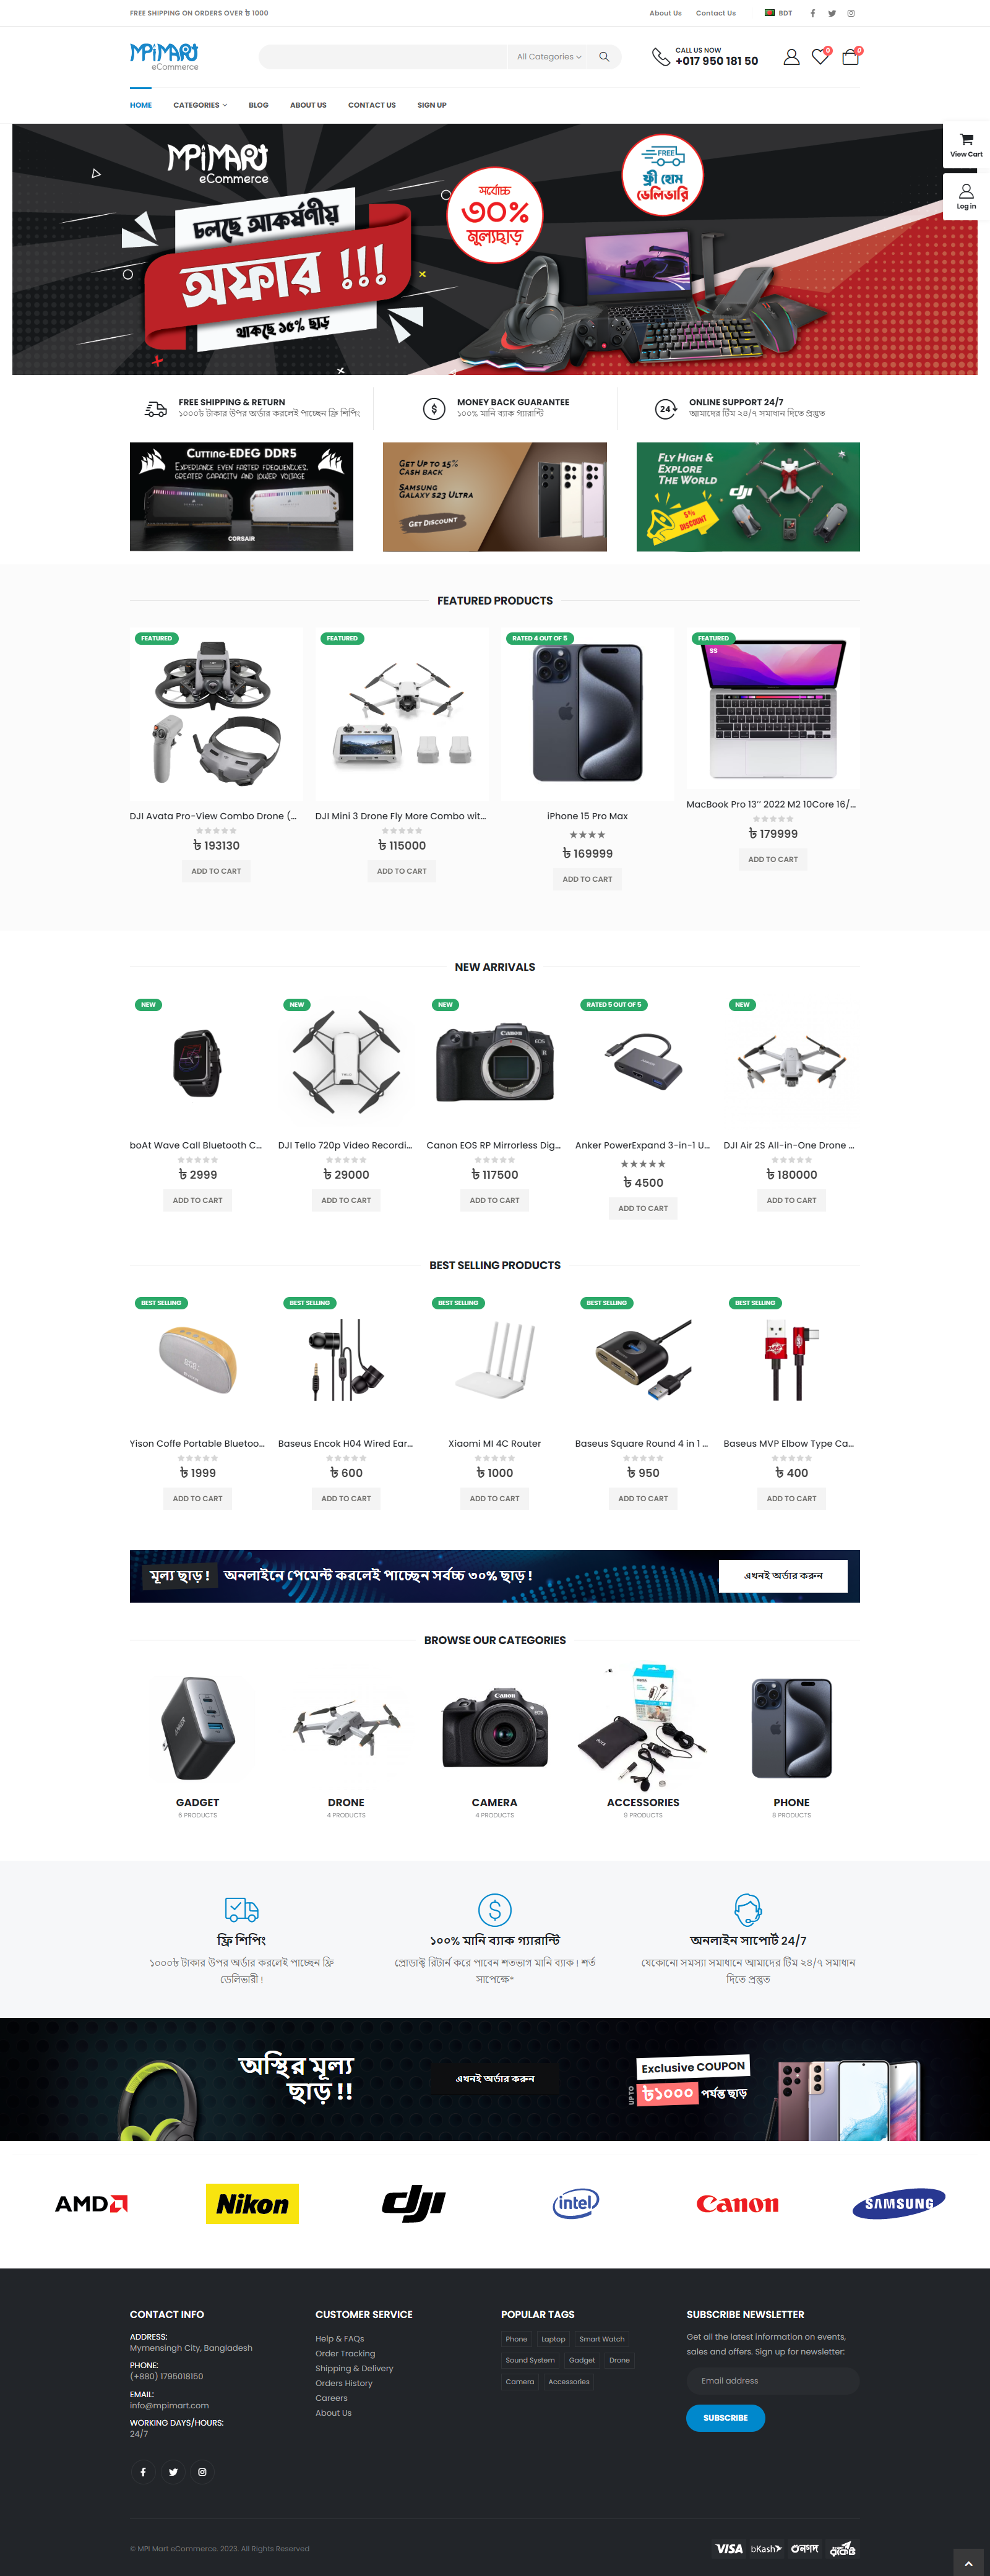 FREE SHIPPING ON ORDERS OVER ৳ 1000
About Us
Contact Us
BDT
MPIMART
eCommerce
All Categories
CALL US NOW
+017 950 181 50
0
0
HOME
CATEGORIES
BLOG
ABOUT US
CONTACT US
SIGN UP
View Cart
Log in
MPIMART
eCommerce
চলছে আকর্ষণীয়
অফার !!!
থাকছে ১৫% ছাড়
সর্বোচ্চ
৩০%
মূল্যছাড়
FREE
ফ্রী হোম
ডেলিভারি
FREE SHIPPING & RETURN
১০০০৳ টাকার উপর অর্ডার করলেই পাচ্ছেন ফ্রি শিপিং
$
MONEY BACK GUARANTEE
১০০% মানি ব্যাক গ্যারান্টি
24
ONLINE SUPPORT 24/7
আমাদের টিম ২৪/৭ সমাধান দিতে প্রস্তুত
CUTTING-EDEG DDR5
EXPERIENCE EVEN FASTER FREQUENCIES,
GREATER CAPACITY AND LOWER VOLTAGE
CORSAIR
GET UP TO 15%
CASH BACK
SAMSUNG
GALAXY S23 ULTRA
GET DISCOUNT
FLY HIGH &
EXPLORE
THE WORLD
dji
5%
DISCOUNT
FEATURED PRODUCTS
FEATURED
FEATURED
RATED 4 OUT OF 5
FEATURED
SS
DJI Avata Pro-View Combo Drone (...
৳ 193130
ADD TO CART
DJI Mini 3 Drone Fly More Combo wit...
৳ 115000
ADD TO CART
iPhone 15 Pro Max
৳ 169999
ADD TO CART
MacBook Pro 13″ 2022 M2 10Core 16/...
৳ 179999
ADD TO CART
NEW ARRIVALS
NEW
NEW
NEW
RATED 5 OUT OF 5
NEW
Canon
EOS
R
boAt Wave Call Bluetooth C...
৳ 2999
ADD TO CART
DJI Tello 720p Video Recordi...
৳ 29000
ADD TO CART
Canon EOS RP Mirrorless Dig...
৳ 117500
ADD TO CART
Anker PowerExpand 3-in-1 U...
৳ 4500
ADD TO CART
DJI Air 2S All-in-One Drone ...
৳ 180000
ADD TO CART
BEST SELLING PRODUCTS
BEST SELLING
BEST SELLING
BEST SELLING
BEST SELLING
BEST SELLING
Yison Coffe Portable Bluetoo...
৳ 1999
ADD TO CART
Baseus Encok H04 Wired Ear...
৳ 600
ADD TO CART
Xiaomi MI 4C Router
৳ 1000
ADD TO CART
Baseus Square Round 4 in 1 ...
৳ 950
ADD TO CART
Baseus MVP Elbow Type Ca...
৳ 400
ADD TO CART
মূল্য ছাড় !
অনলাইনে পেমেন্ট করলেই পাচ্ছেন সর্বচ্চ ৩০% ছাড় !
এখনই অর্ডার করুন
BROWSE OUR CATEGORIES
ANKER
Canon
EOS
GADGET
6 PRODUCTS
DRONE
4 PRODUCTS
CAMERA
4 PRODUCTS
ACCESSORIES
9 PRODUCTS
PHONE
8 PRODUCTS
ফ্রি শিপিং
১০০০৳ টাকার উপর অর্ডার করলেই পাচ্ছেন ফ্রি
ডেলিভারী !
$
১০০% মানি ব্যাক গ্যারান্টি
প্রোডাক্ট রিটার্ন করে পাবেন শতভাগ মানি ব্যাক ! শর্ত
সাপেক্ষে*
অনলাইন সাপোর্ট 24/7
যেকোনো সমস্যা সমাধানে আমাদের টিম ২৪/৭ সমাধান
দিতে প্রস্তুত
অস্থির মূল্য
ছাড় !!
এখনই অর্ডার করুন
Exclusive COUPON
UPTO
৳১০০০
পর্যন্ত ছাড়
AMD
Nikon
dji
intel
Canon
SAMSUNG
CONTACT INFO
ADDRESS:
Mymensingh City, Bangladesh
PHONE:
(+880) 1795018150
EMAIL:
info@mpimart.com
WORKING DAYS/HOURS:
24/7
CUSTOMER SERVICE
Help & FAQs
Order Tracking
Shipping & Delivery
Orders History
Careers
About Us
POPULAR TAGS
Phone
Laptop
Smart Watch
Sound System
Gadget
Drone
Camera
Accessories
SUBSCRIBE NEWSLETTER
Get all the latest information on events,
sales and offers. Sign up for newsletter:
Email address
SUBSCRIBE
© MPI Mart eCommerce. 2023. All Rights Reserved
VISA
bKash
নগদ
রকেট